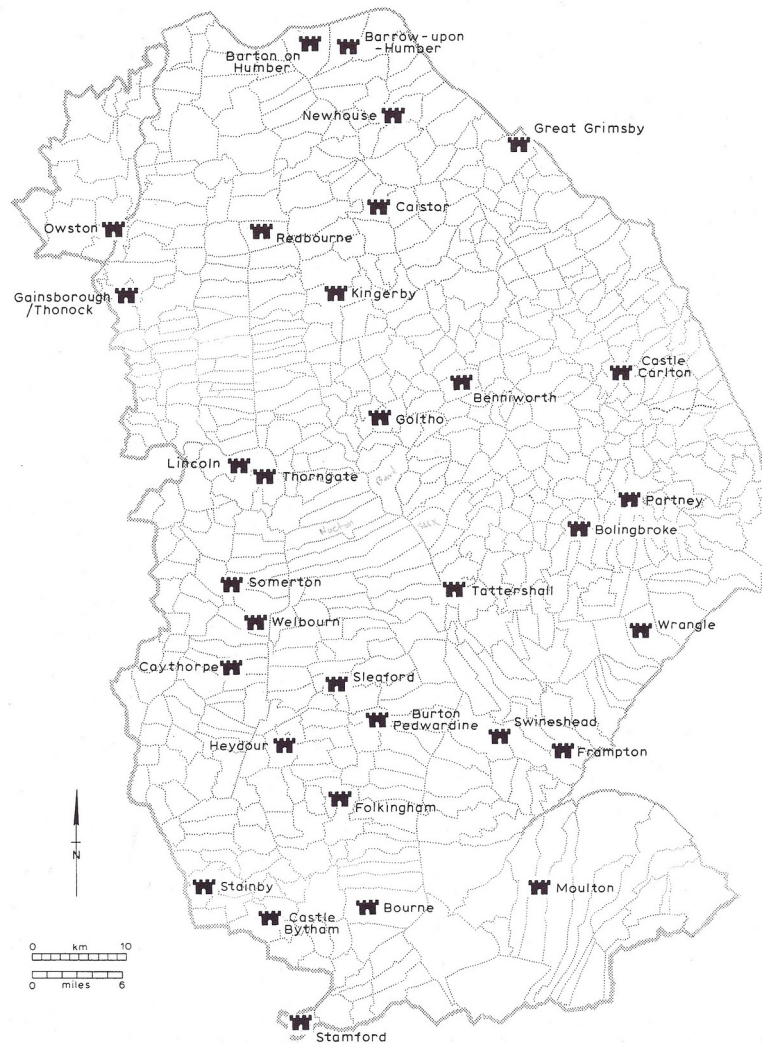 Barton on
Humber
Barrow-upon
-Humber
Newhouse
Great Grimsby
Caistor
Owston
Redbourne
Gainsborough
/Thonock
Kingerby
Castle
Carlton
Benniworth
Goltho
Lincoln
Thorngate
Partney
Bolingbroke
Somerton
Tattershall
Welbourn
Wrangle
Caythorpe
Sleaford
Burton
Pedwardine
Swineshead
Heydour
Frampton
Folkingham
N
Stainby
Moulton
Bourne
Castle
Bytham
0 km 10
0 miles 6
Stamford